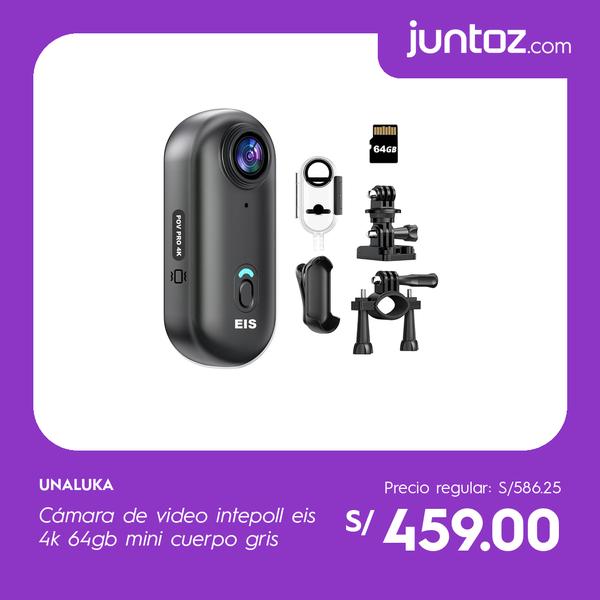 juntoz.com
64GB
POV PRO 4K
EIS
UNALUKA
Cámara de video intepoll eis
4k 64gb mini cuerpo gris
Precio regular: S/586.25
S/ 459.00